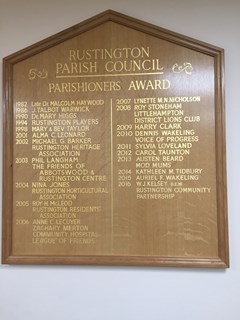 RUSTINGTON
PARISH COUNCIL
PARISHIONERS AWARD
1982 Late Dr. MALCOLM HAYWOOD
1986 J. TALBOT WARWICK
1990 Dr. MARY HIGGS
1994 RUSTINGTON PLAYERS
1998 MARY & BEV TAYLOR
2001 ALMA C. LEONARD
2002 MICHAEL G. BARKER
RUSTINGTON HERITAGE
ASSOCIATION
2003 PHIL LANGHAM
THE FRIENDS OF
ABBOTSWOOD &
RUSTINGTON CENTRE
2004 NINA JONES
RUSTINGTON HORTICULTURAL
ASSOCIATION
2005 ROY H. McLEOD
RUSTINGTON RESIDENTS'
ASSOCIATION
2006 ANNE C. LECUYER
ZACHARY MERTON
COMMUNITY HOSPITAL
LEAGUE OF FRIENDS
2007 LYNETTE M.N. NICHOLSON
2008 ROY STONEHAM
LITTLEHAMPTON
DISTRICT LIONS CLUB
2009 HARRY CLARK
2010 DENNIS WAKELING
VOICE OF PROGRESS
2011 SYLVIA LOVELAND
2012 CAROL TAUNTON
2013 AUSTEN BEARD
MOD MUMS
2014 KATHLEEN H. TIDBURY
2015 AURIEL F. WAKELING
2016 W.J. KELSEY
RUSTINGTON COMMUNITY
PARTNERSHIP